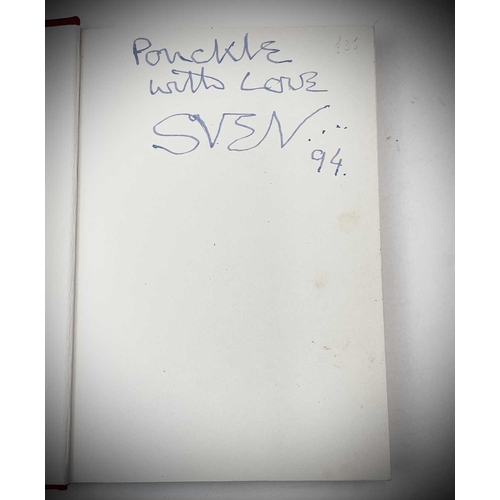 Ponckle
with LOVE
SVEN...
94.